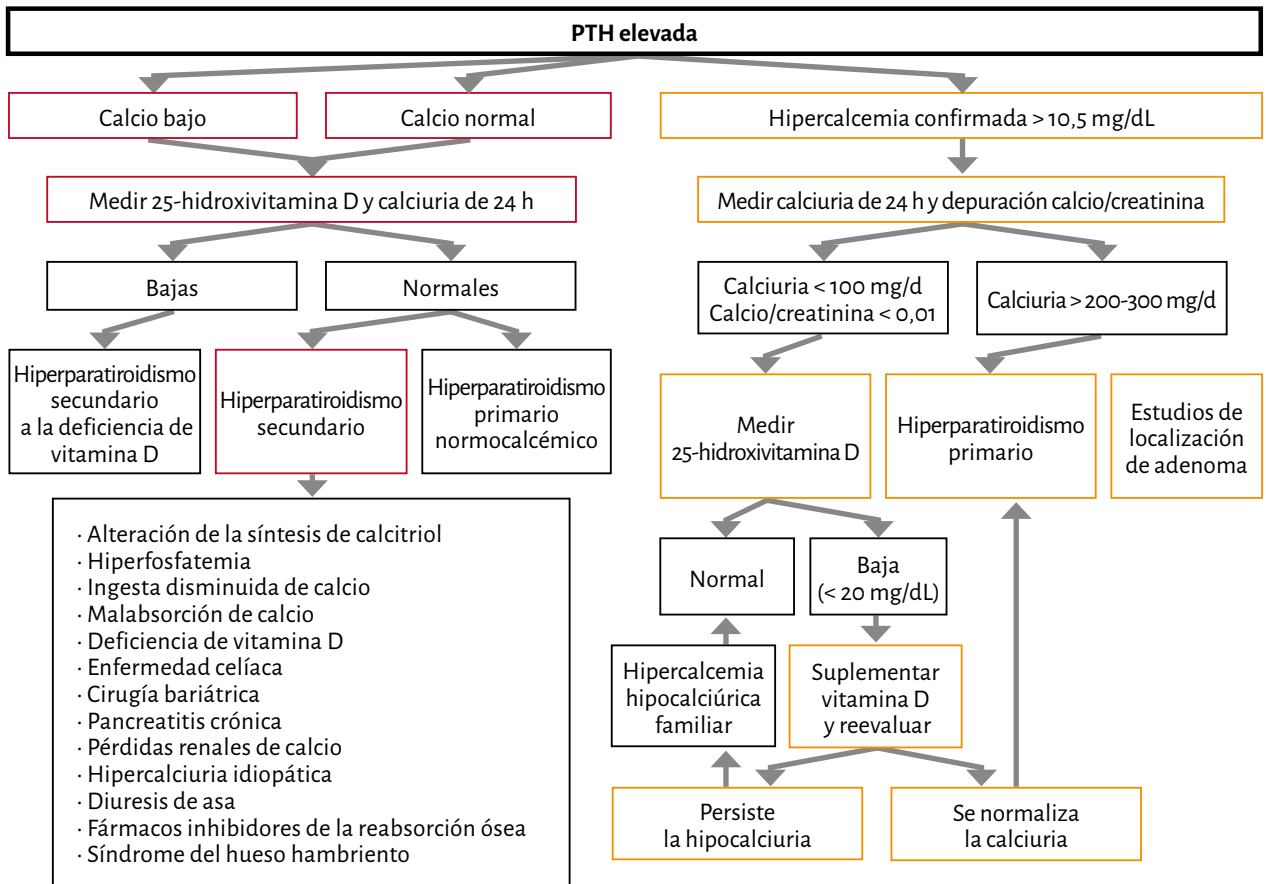 PTH elevada
Calcio bajo
Calcio normal
Hipercalcemia confirmada > 10,5 mg/dL
Medir 25-hidroxivitamina D y calciuria de 24 h
Medir calciuria de 24 h y depuración calcio/creatinina
Bajas
Normales
Calciuria < 100 mg/d
Calcio/creatinina < 0,01
Calciuria > 200-300 mg/d
Hiperparatiroidismo
secundario
a la deficiencia de
vitamina D
Hiperparatiroidismo
secundario
Hiperparatiroidismo
primario
normocalcémico
Medir
25-hidroxivitamina D
Hiperparatiroidismo
primario
Estudios de
localización
de adenoma
· Alteración de la síntesis de calcitriol
· Hiperfosfatemia
· Ingesta disminuida de calcio
· Malabsorción de calcio
· Deficiencia de vitamina D
· Enfermedad celíaca
· Cirugía bariátrica
· Pancreatitis crónica
· Pérdidas renales de calcio
· Hipercalciuria idiopática
· Diuresis de asa
· Fármacos inhibidores de la reabsorción ósea
· Síndrome del hueso hambriento
Normal
Baja
(< 20 mg/dL)
Hipercalcemia
hipocalciúrica
familiar
Suplementar
vitamina D
y reevaluar
Persiste
la hipocalciuria
Se normaliza
la calciuria